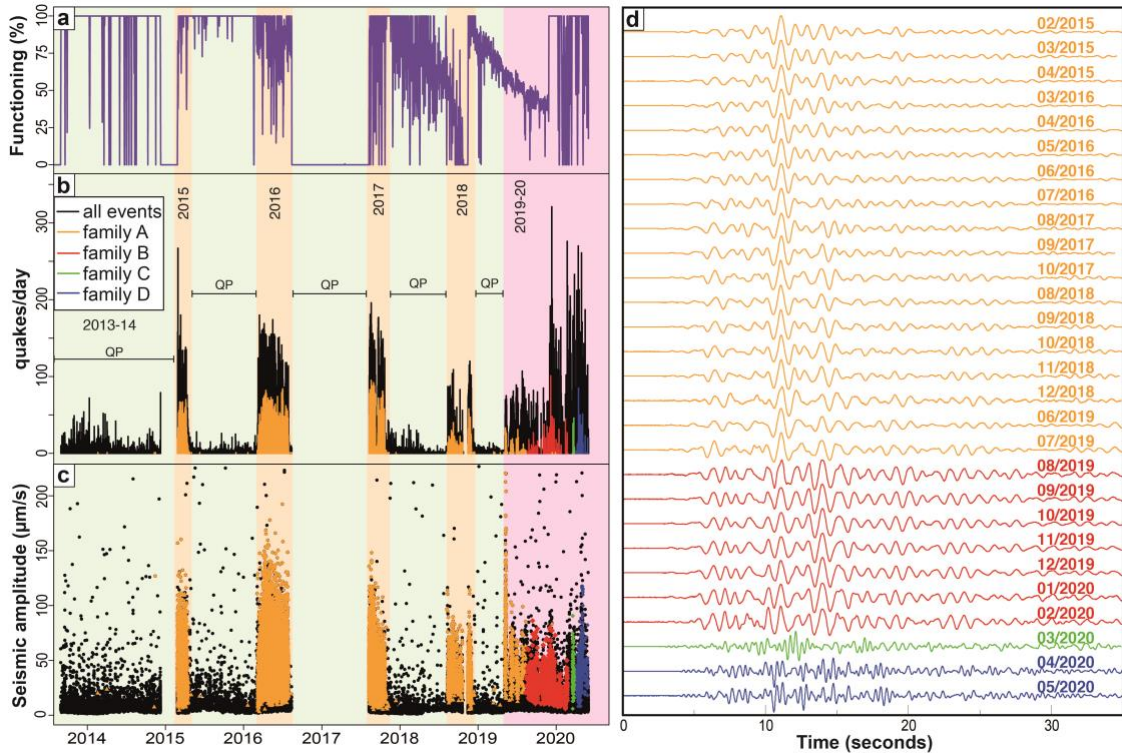 a
Functioning (%)
100
75
50
25
0
b
all events
family A
family B
family C
family D
2013-14
QP
2015
QP
2016
QP
2017
QP
2018
QP
2019-20
quakes/day
300
200
100
0
c
Seismic amplitude (µm/s)
200
150
100
50
0
2014 2015 2016 2017 2018 2019 2020
d
02/2015
03/2015
04/2015
03/2016
04/2016
05/2016
06/2016
07/2016
08/2017
09/2017
10/2017
08/2018
09/2018
10/2018
11/2018
12/2018
06/2019
07/2019
08/2019
09/2019
10/2019
11/2019
12/2019
01/2020
02/2020
03/2020
04/2020
05/2020
0 10 20 30
Time (seconds)